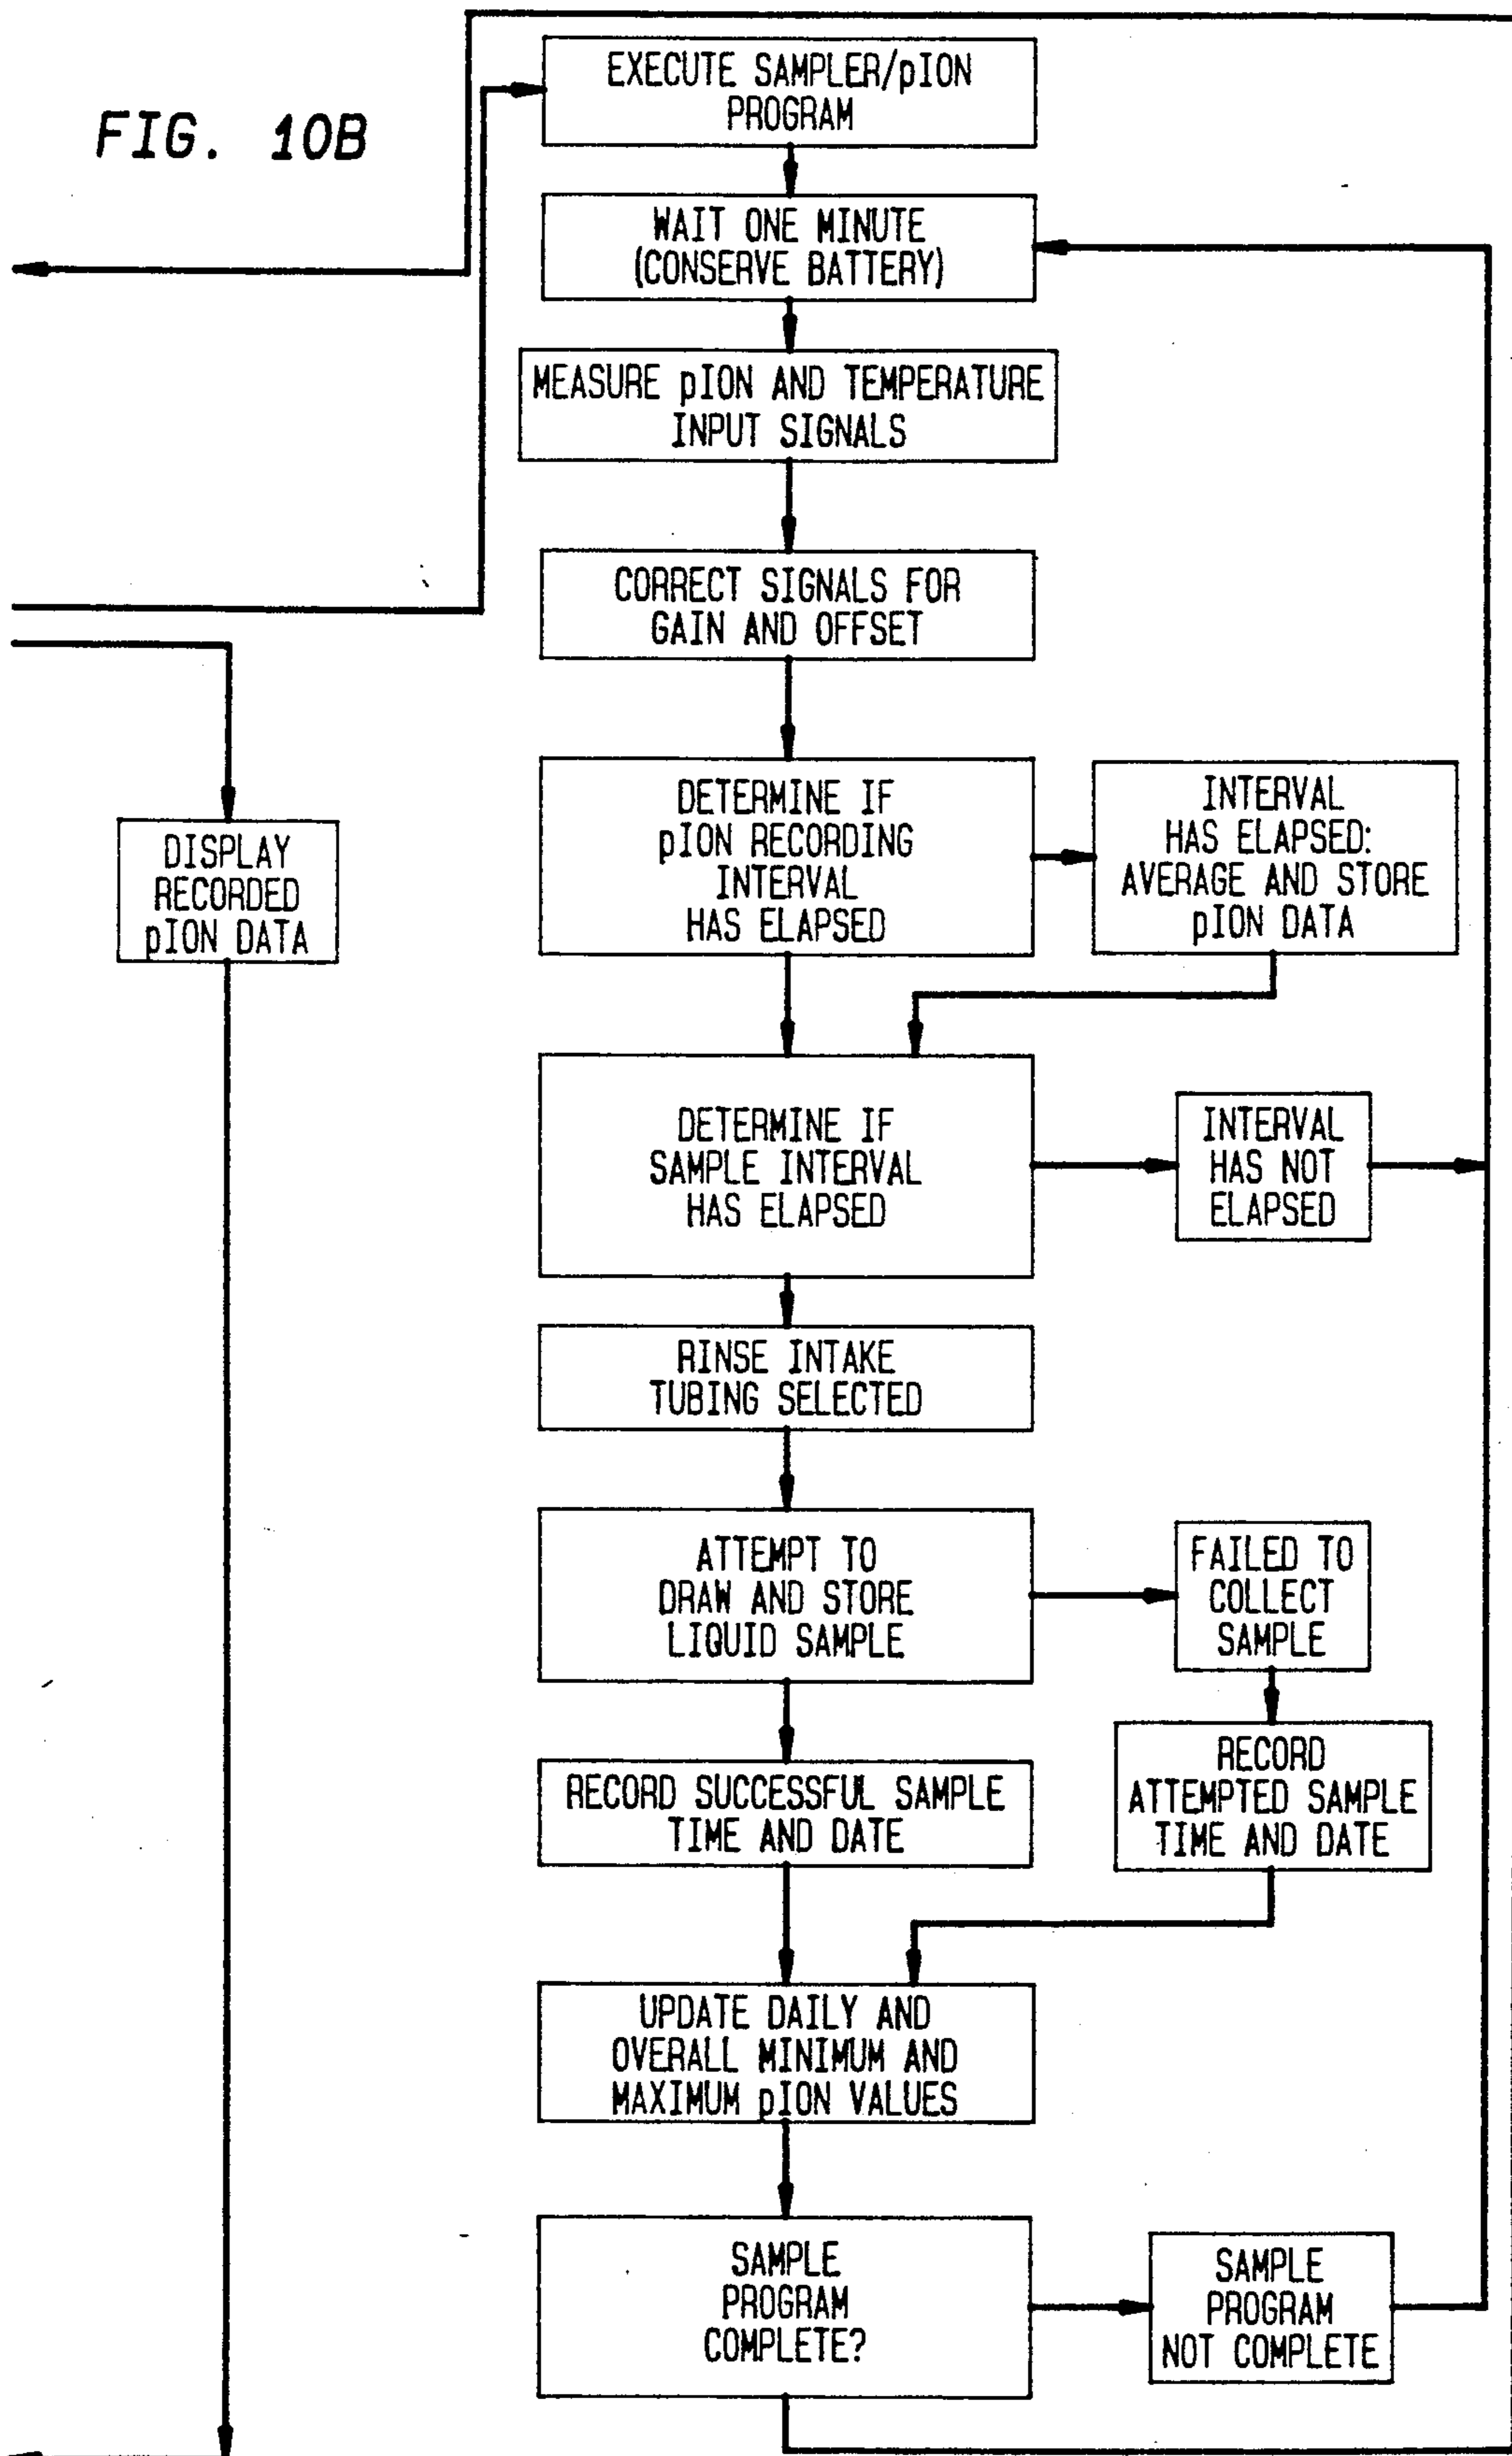 FIG. 10B
EXECUTE SAMPLER/pION
PROGRAM
WAIT ONE MINUTE
(CONSERVE BATTERY)
MEASURE pION AND TEMPERATURE
INPUT SIGNALS
CORRECT SIGNALS FOR
GAIN AND OFFSET
DETERMINE IF
pION RECORDING
INTERVAL
HAS ELAPSED
INTERVAL
HAS ELAPSED:
AVERAGE AND STORE
pION DATA
DISPLAY
RECORDED
pION DATA
DETERMINE IF
SAMPLE INTERVAL
HAS ELAPSED
INTERVAL
HAS NOT
ELAPSED
RINSE INTAKE
TUBING SELECTED
ATTEMPT TO
DRAW AND STORE
LIQUID SAMPLE
FAILED TO
COLLECT
SAMPLE
RECORD SUCCESSFUL SAMPLE
TIME AND DATE
RECORD
ATTEMPTED SAMPLE
TIME AND DATE
UPDATE DAILY AND
OVERALL MINIMUM AND
MAXIMUM pION VALUES
SAMPLE
PROGRAM
COMPLETE?
SAMPLE
PROGRAM
NOT COMPLETE